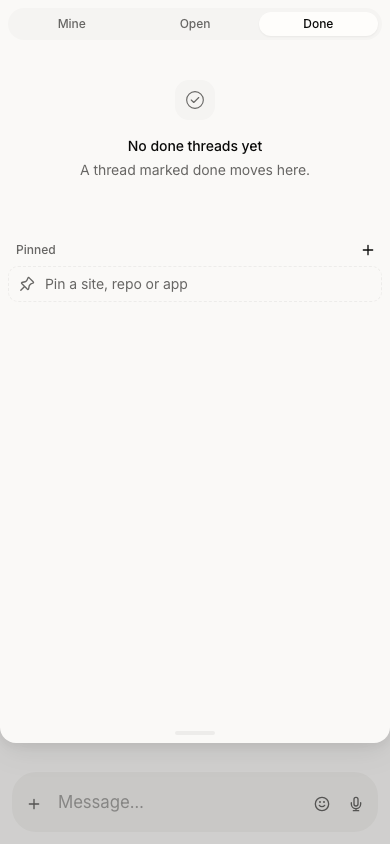 Mine
Open
Done
No done threads yet
A thread marked done moves here.
Pinned
Pin a site, repo or app
Message...